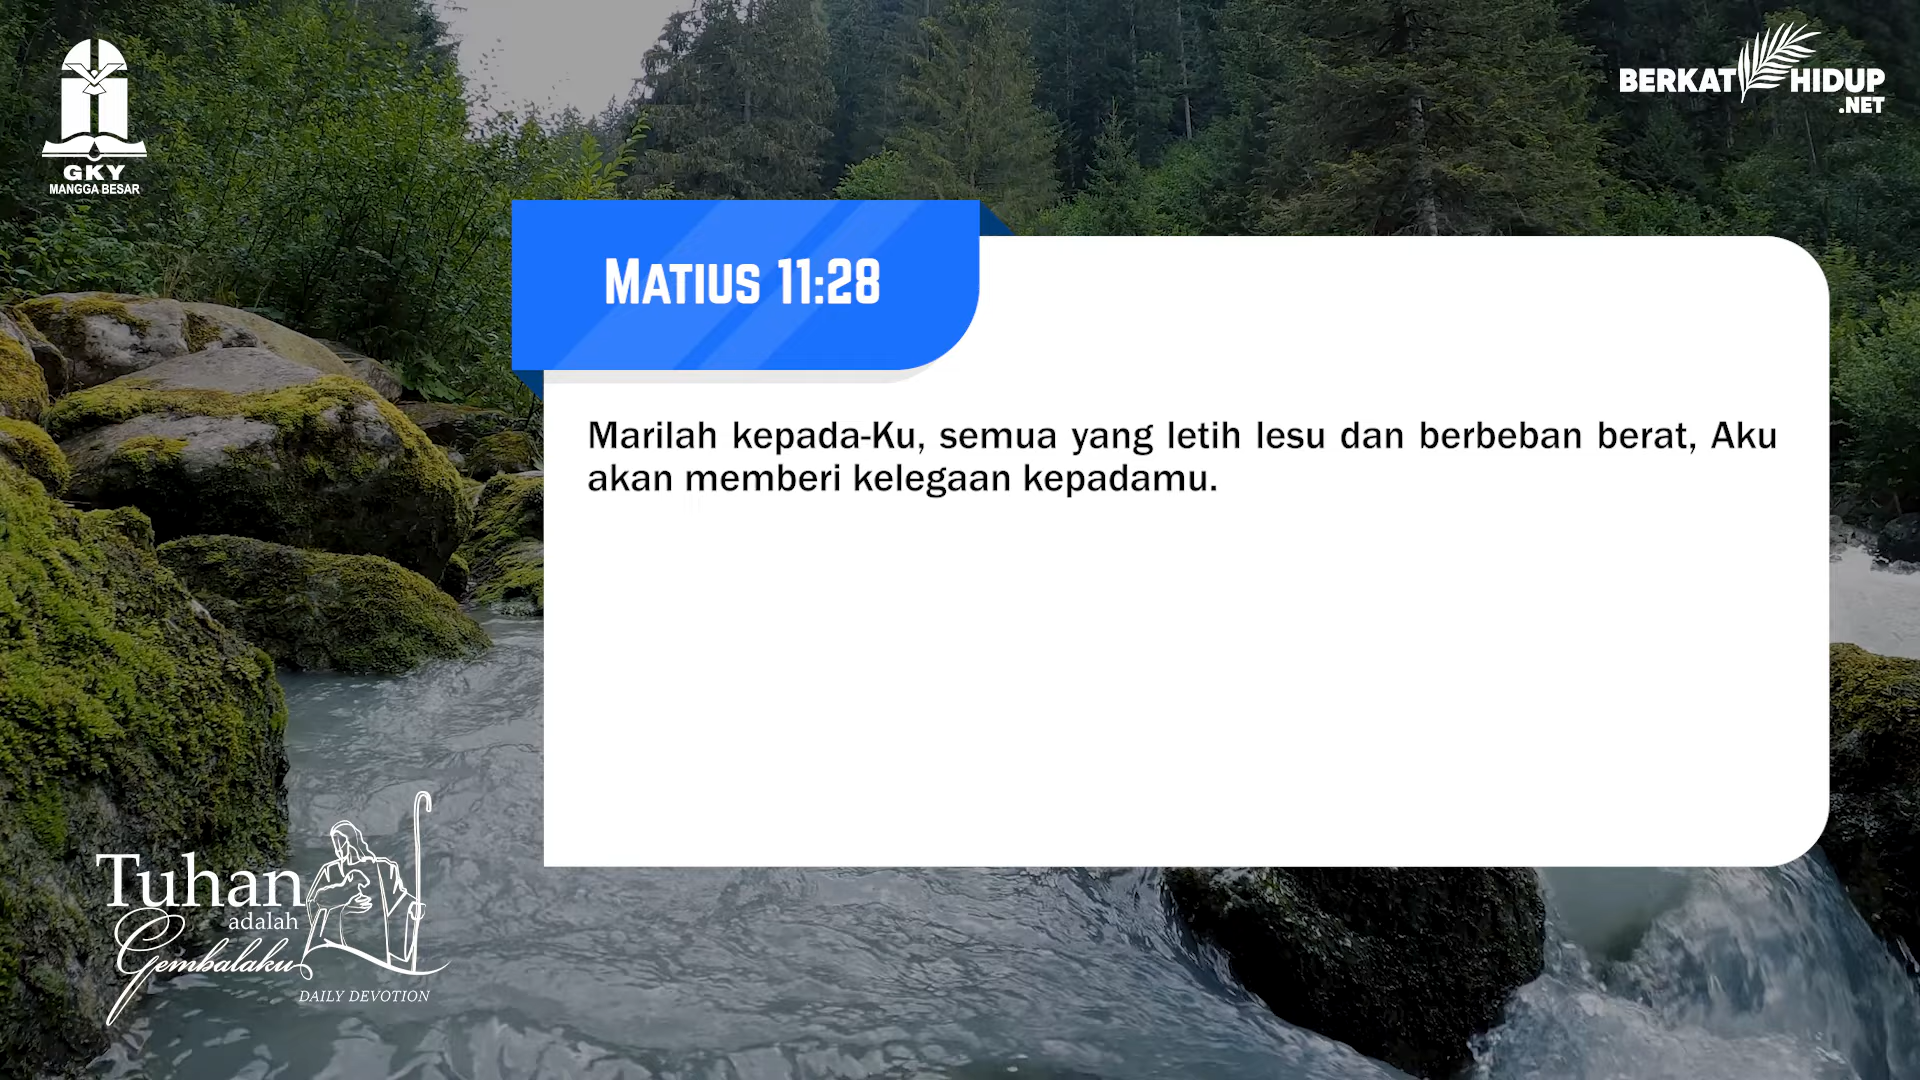 GKY
MANGGA BESAR
BERKAT HIDUP
.NET
MATIUS 11:28
Marilah kepada-Ku, semua yang letih lesu dan berbeban berat, Aku
akan memberi kelegaan kepadamu.
Tuhan
adalah
Gembalaku
DAILY DEVOTION